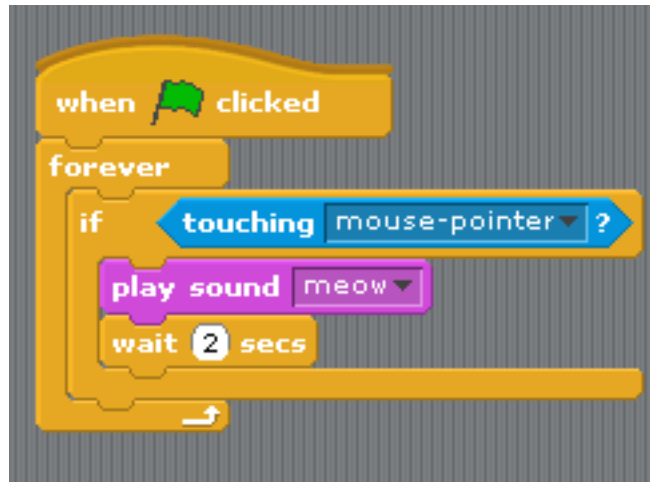 when clicked
forever
if touching mouse-pointer ?
play sound meow
wait 2 secs